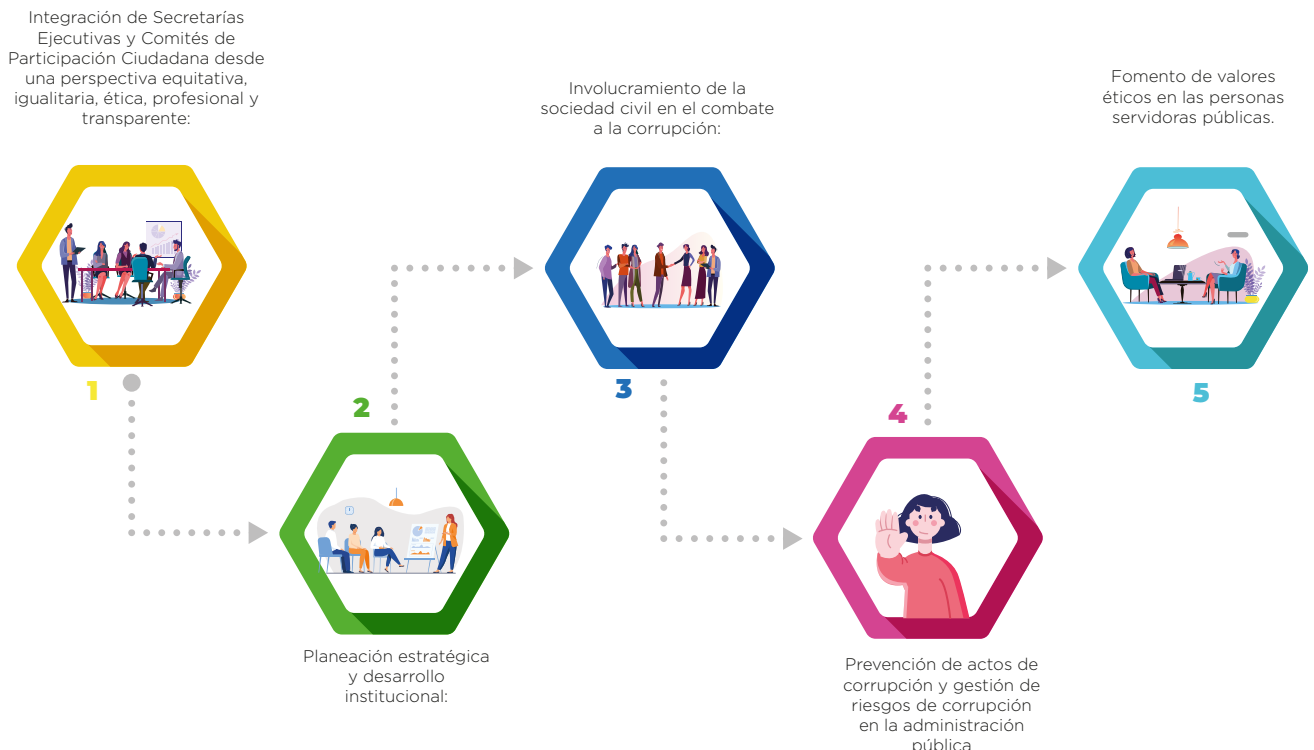 Integración de Secretarías
Ejecutivas y Comités de
Participación Ciudadana desde
una perspectiva equitativa,
igualitaria, ética, profesional y
transparente:
1
2
Planeación estratégica
y desarrollo
institucional:
Involucramiento de la
sociedad civil en el combate
a la corrupción:
3
4
Prevención de actos de
corrupción y gestión de
riesgos de corrupción
en la administración
pública
Fomento de valores
éticos en las personas
servidoras públicas.
5